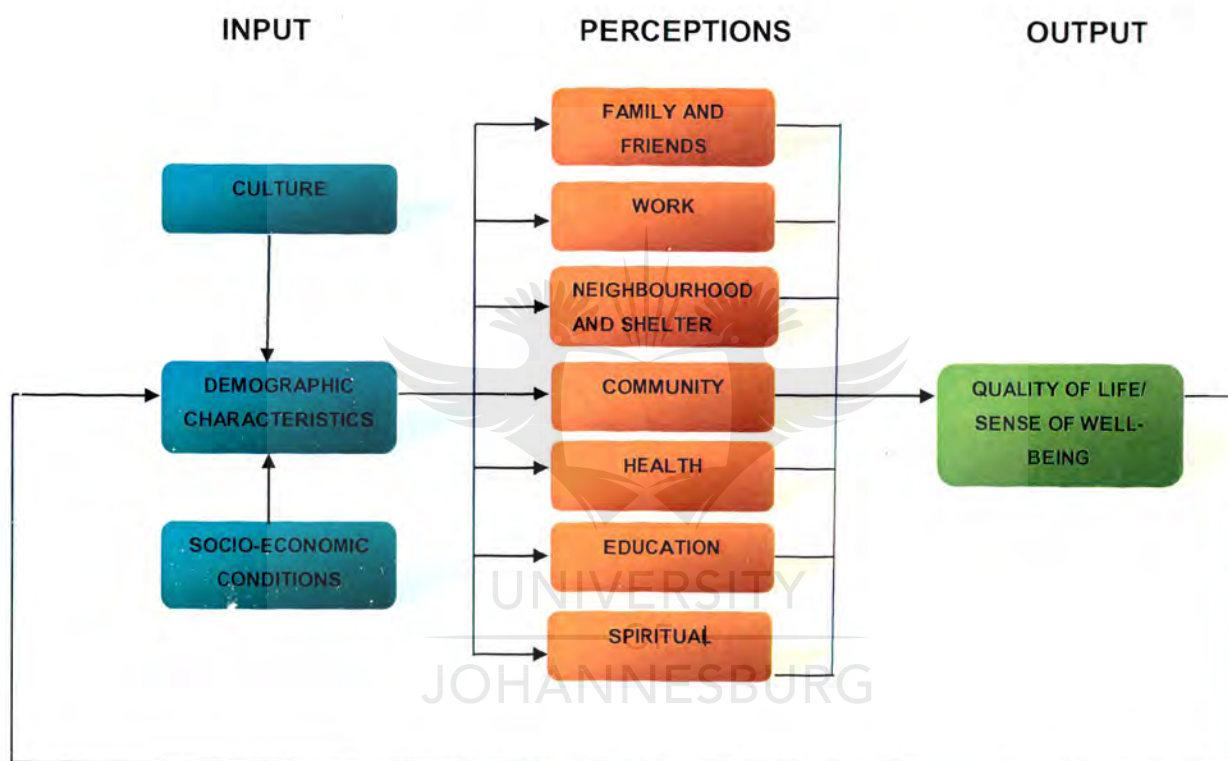 INPUT
PERCEPTIONS
OUTPUT
FAMILY AND
FRIENDS
CULTURE
WORK
NEIGHBOURHOOD
AND SHELTER
DEMOGRAPHIC
CHARACTERISTICS
COMMUNITY
QUALITY OF LIFE/
SENSE OF WELL-
BEING
HEALTH
SOCIO-ECONOMIC
CONDITIONS
EDUCATION
SPIRITUAL
UNIVERSITY
OF
JOHANNESBURG